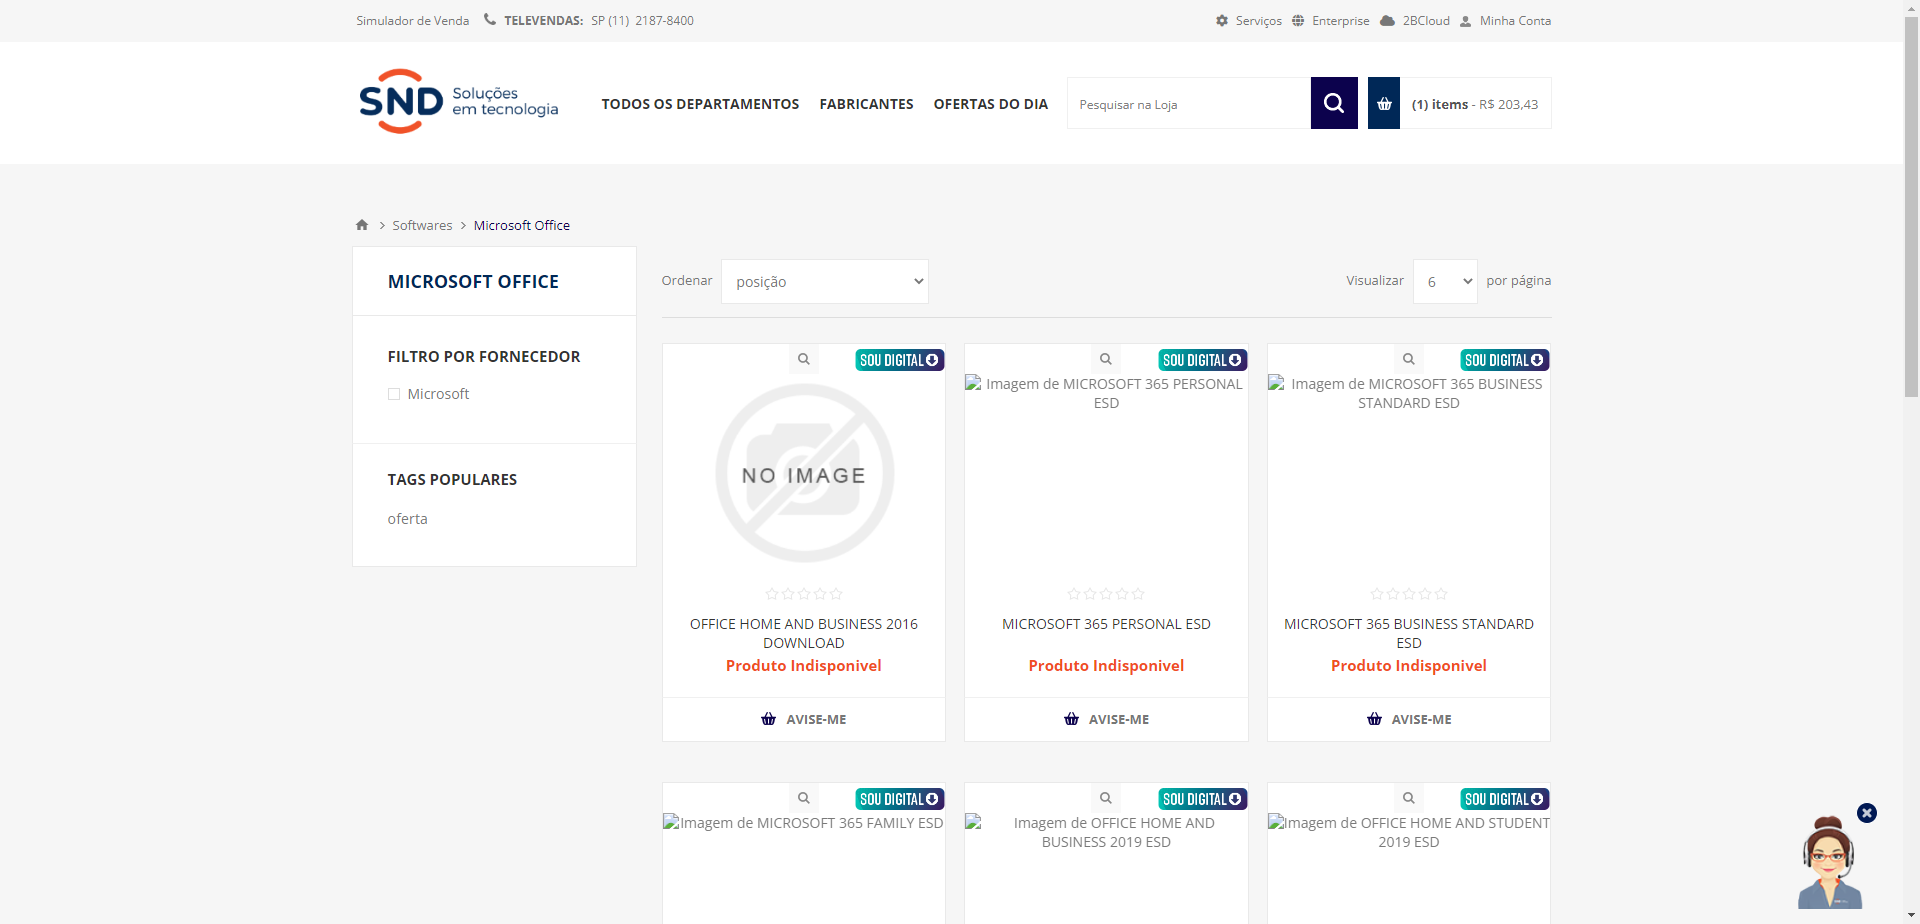 Simulador de Venda TELEVENDAS: SP (11) 2187-8400 Serviços Enterprise 2BCloud Minha Conta
SND Soluções em tecnologia
TODOS OS DEPARTAMENTOS FABRICANTES OFERTAS DO DIA Pesquisar na Loja (1) items - R$ 203,43
Softwares Microsoft Office
MICROSOFT OFFICE
FILTRO POR FORNECEDOR
Microsoft
TAGS POPULARES
oferta
Ordenar posição Visualizar 6 por página
SOU DIGITAL
NO IMAGE
OFFICE HOME AND BUSINESS 2016
DOWNLOAD
Produto Indisponivel
AVISE-ME
SOU DIGITAL
Imagem de MICROSOFT 365 PERSONAL
ESD
MICROSOFT 365 PERSONAL ESD
Produto Indisponivel
AVISE-ME
SOU DIGITAL
Imagem de MICROSOFT 365 BUSINESS
STANDARD ESD
MICROSOFT 365 BUSINESS STANDARD
ESD
Produto Indisponivel
AVISE-ME
SOU DIGITAL
Imagem de MICROSOFT 365 FAMILY ESD
SOU DIGITAL
Imagem de OFFICE HOME AND
BUSINESS 2019 ESD
SOU DIGITAL
Imagem de OFFICE HOME AND STUDENT
2019 ESD